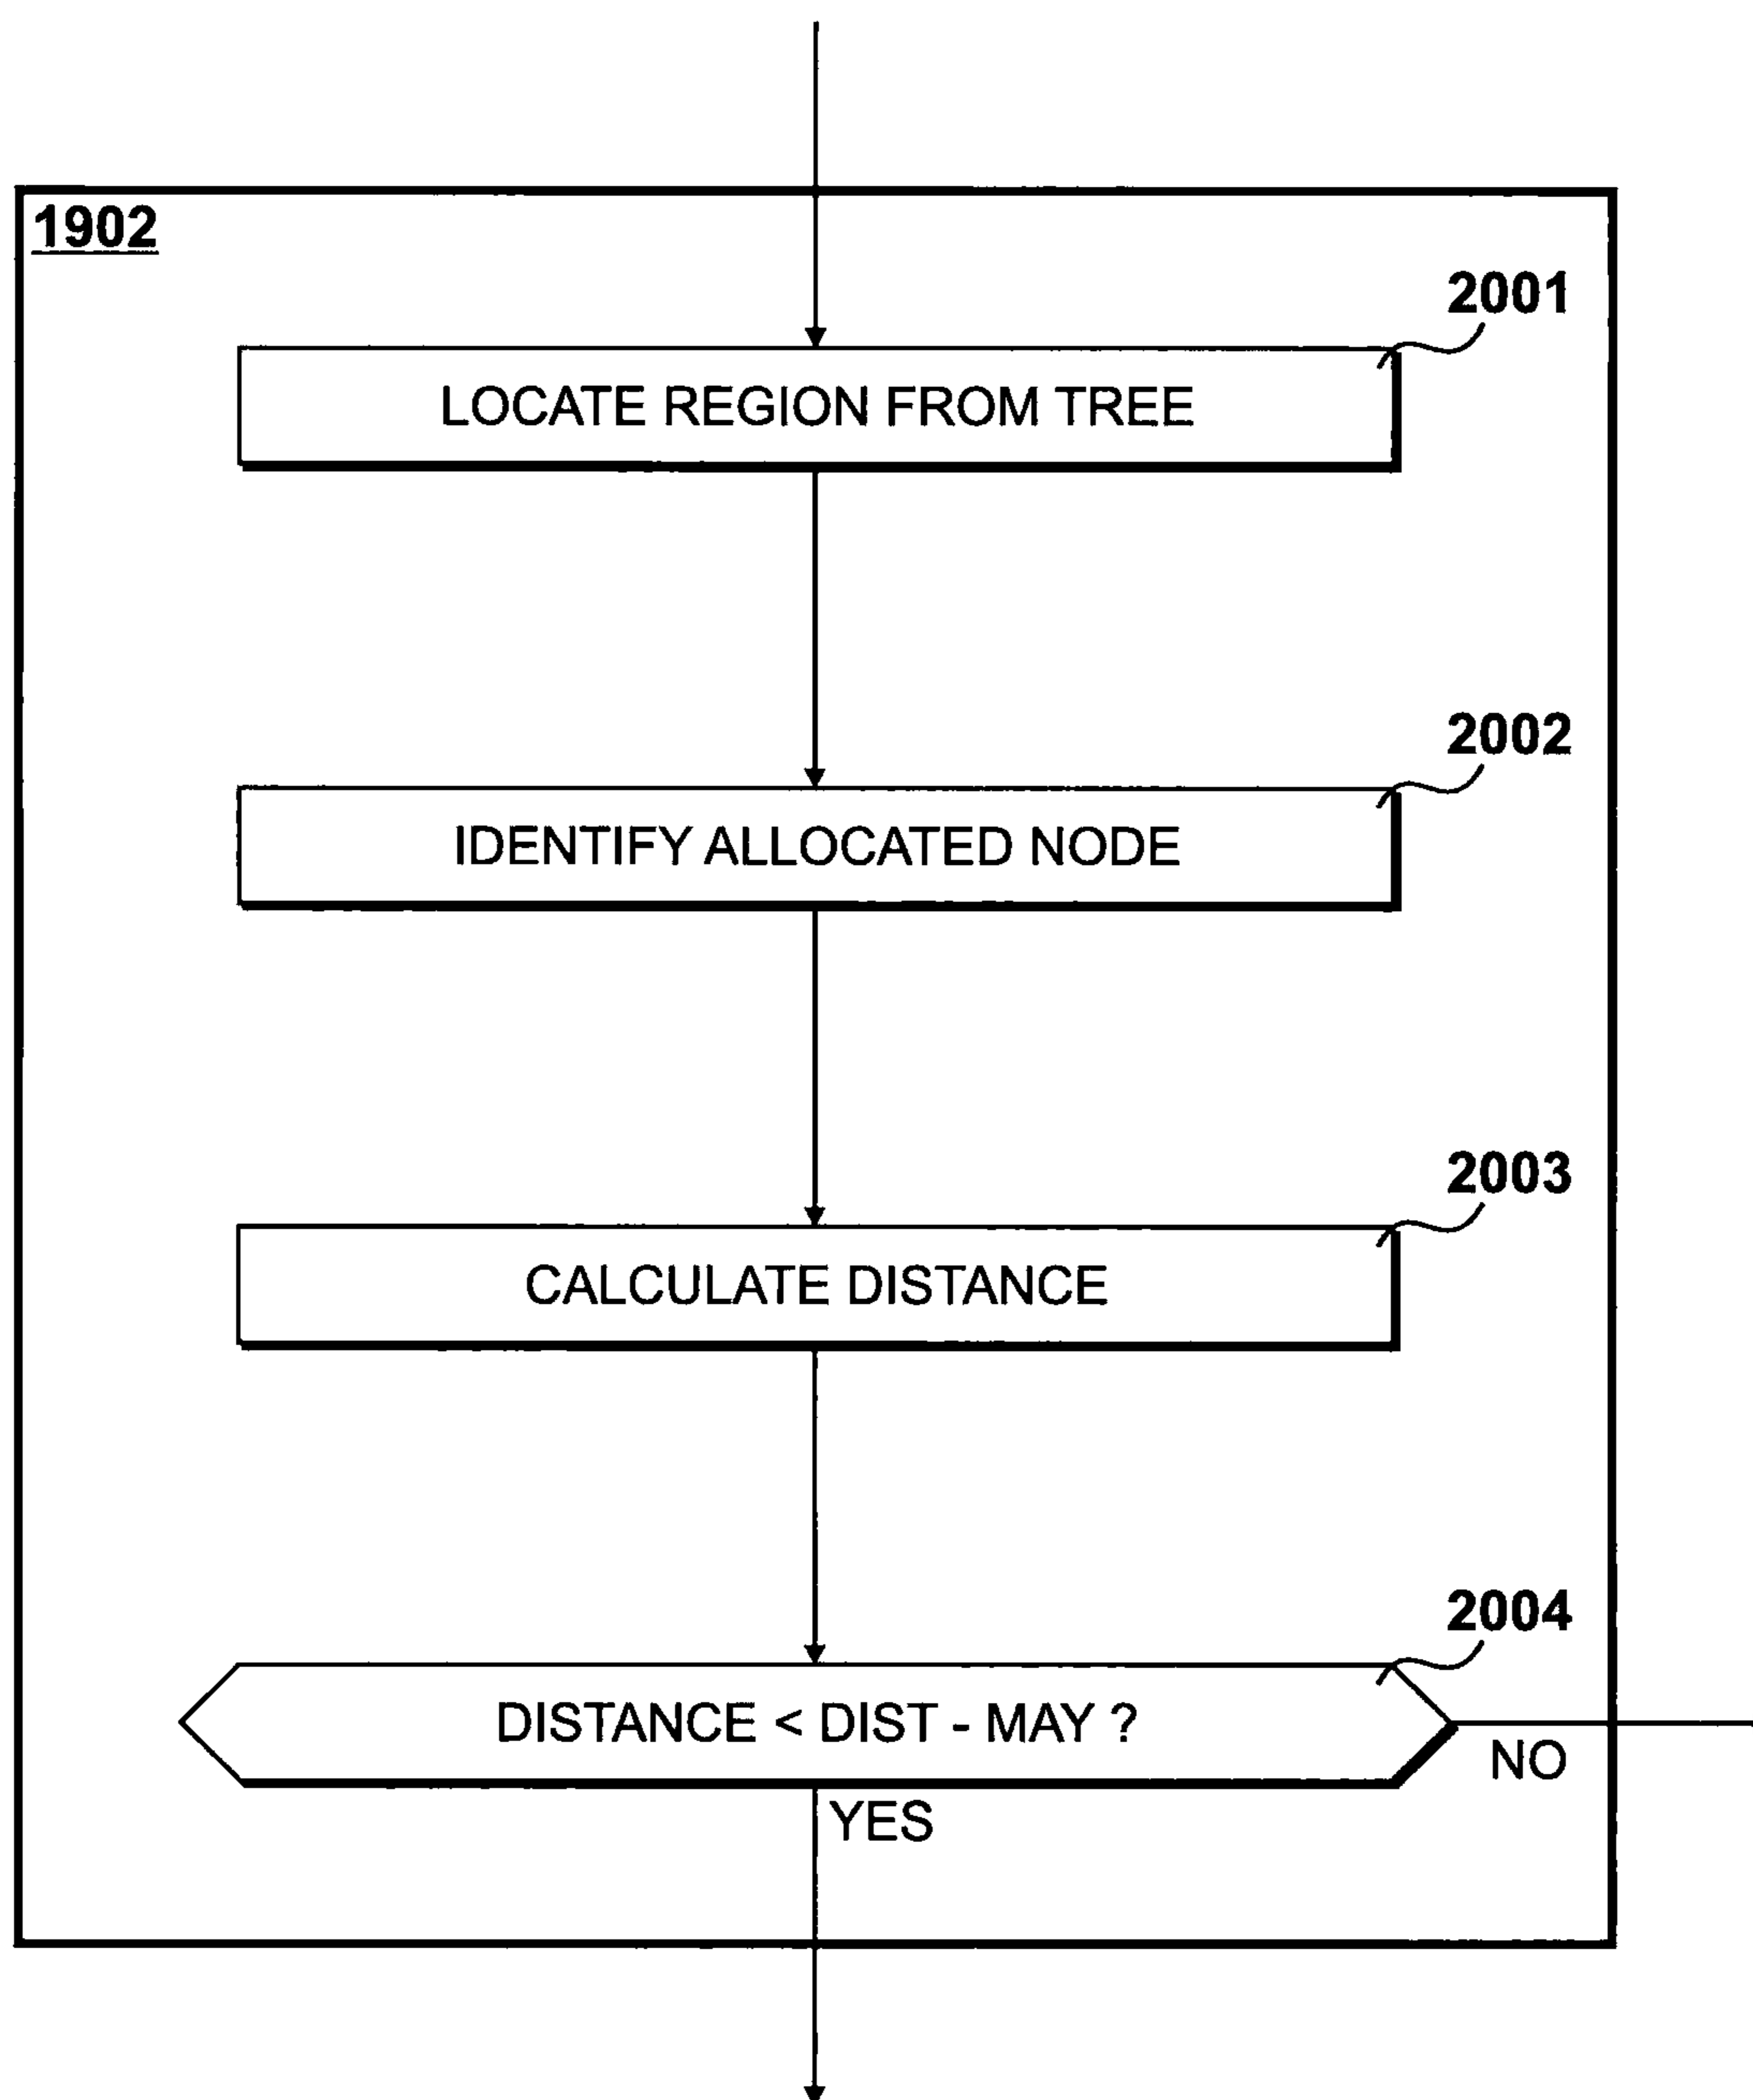 1902
2001
LOCATE REGION FROM TREE
2002
IDENTIFY ALLOCATED NODE
2003
CALCULATE DISTANCE
2004
DISTANCE < DIST - MAY ?
NO
YES